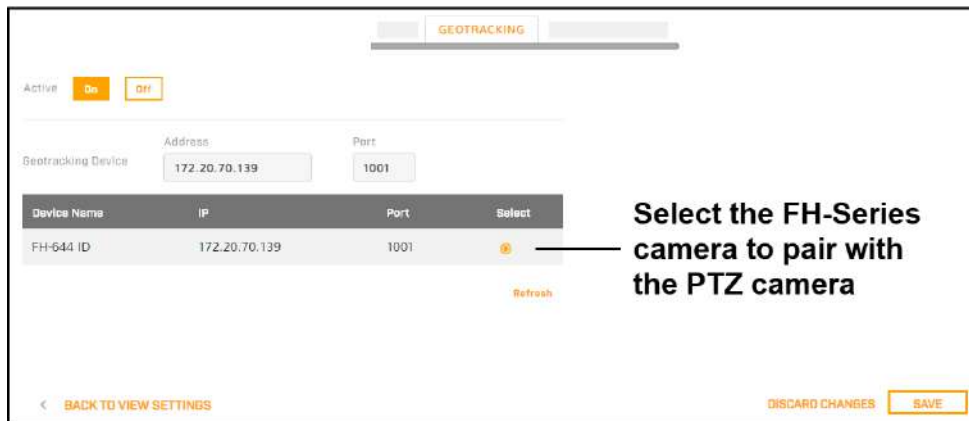 GEOTRACKING
Active On Off
Address Port
Geotracking Device 172.20.70.139 1001
Device Name IP Port Select
FH-644 ID 172.20.70.139 1001
Select the FH-Series
camera to pair with
the PTZ camera
Refresh
< BACK TO VIEW SETTINGS DISCARD CHANGES SAVE